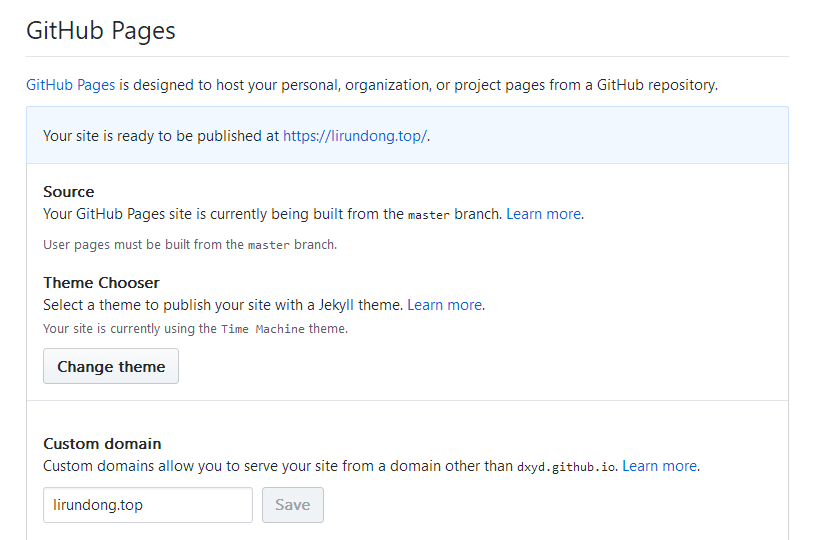 GitHub Pages
GitHub Pages is designed to host your personal, organization, or project pages from a GitHub repository.
Your site is ready to be published at https://lirundong.top/.
Source
Your GitHub Pages site is currently being built from the master branch. Learn more.
User pages must be built from the master branch.
Theme Chooser
Select a theme to publish your site with a Jekyll theme. Learn more.
Your site is currently using the Time Machine theme.
Change theme
Custom domain
Custom domains allow you to serve your site from a domain other than dxyd.github.io. Learn more.
lirundong.top Save